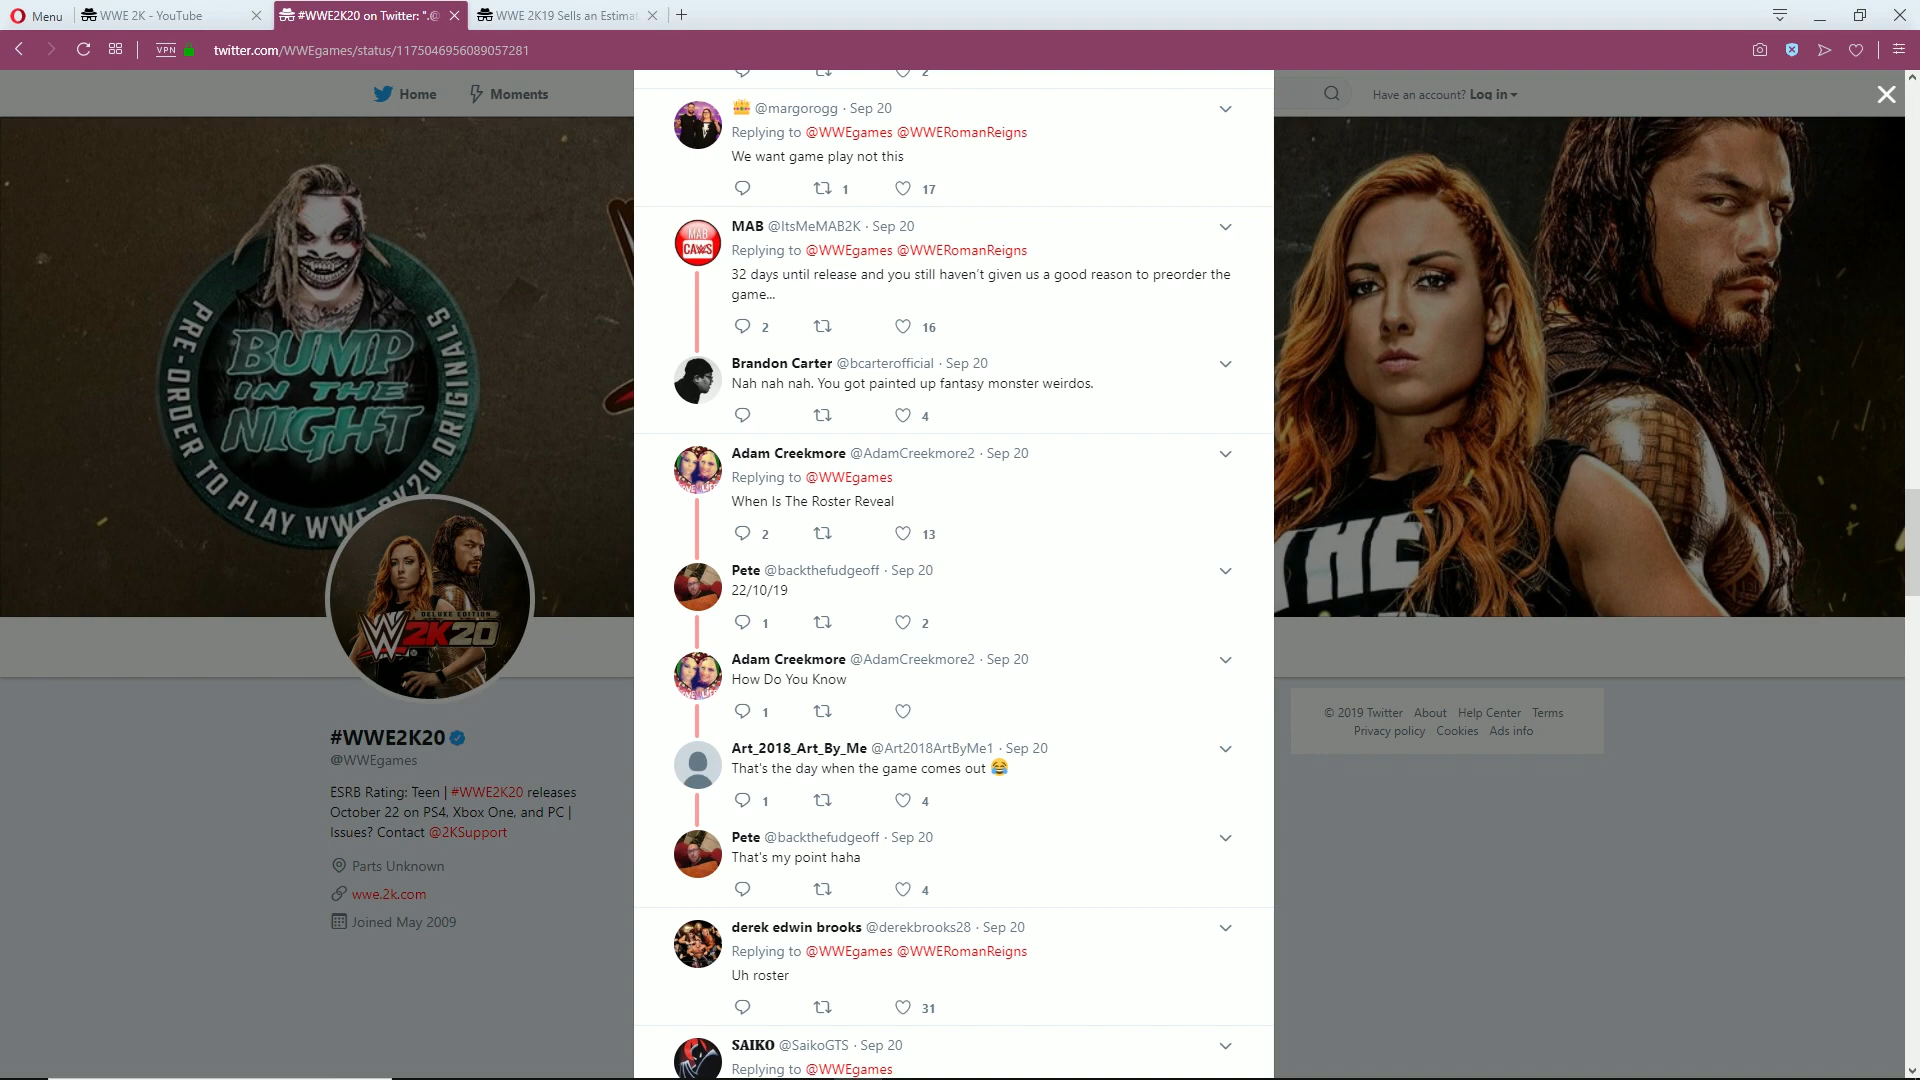 Menu
WWE 2K - YouTube
#WWE2K20 on Twitter: ".@
WWE 2K19 Sells an Estimat
VPN
twitter.com/WWEgames/status/1175046956089057281
Home
Moments
Have an account? Log in
2
@margorogg · Sep 20
Replying to @WWEgames @WWERomanReigns
We want game play not this
1 17
MAB CAWS
MAB @ItsMeMAB2K · Sep 20
Replying to @WWEgames @WWERomanReigns
32 days until release and you still haven't given us a good reason to preorder the
game...
2 16
Brandon Carter @bcarterofficial · Sep 20
Nah nah nah. You got painted up fantasy monster weirdos.
4
Adam Creekmore @AdamCreekmore2 · Sep 20
Replying to @WWEgames
When Is The Roster Reveal
2 13
Pete @backthefudgeoff · Sep 20
22/10/19
1 2
Adam Creekmore @AdamCreekmore2 · Sep 20
How Do You Know
1
Art_2018_Art_By_Me @Art2018ArtByMe1 · Sep 20
That's the day when the game comes out 😂
1 4
Pete @backthefudgeoff · Sep 20
That's my point haha
4
derek edwin brooks @derekbrooks28 · Sep 20
Replying to @WWEgames @WWERomanReigns
Uh roster
31
SAIKO @SaikoGTS · Sep 20
Replying to @WWEgames
PRE-ORDER TO PLAY WWE 2K20 ORIGINALS
BUMP
IN THE
NIGHT
DELUXE EDITION
W2K20
#WWE2K20
@WWEgames
ESRB Rating: Teen | #WWE2K20 releases
October 22 on PS4, Xbox One, and PC |
Issues? Contact @2KSupport
Parts Unknown
wwe.2k.com
Joined May 2009
THE
© 2019 Twitter About Help Center Terms
Privacy policy Cookies Ads info